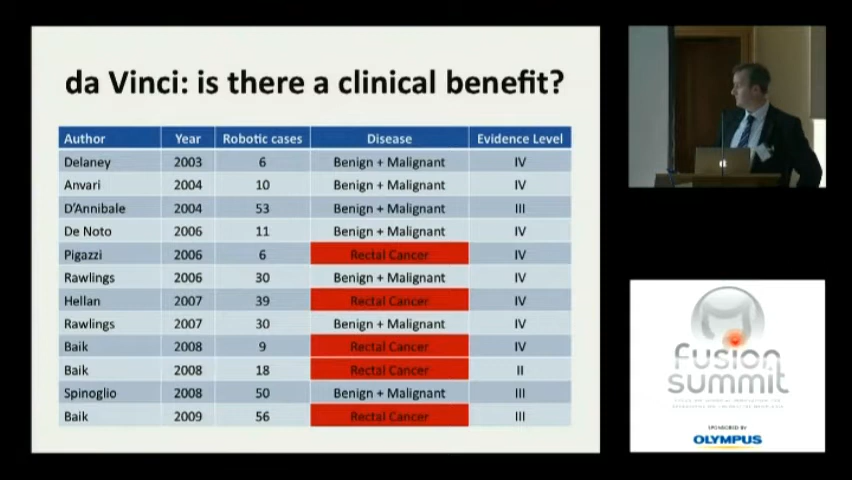 da Vinci: is there a clinical benefit?
Author Year Robotic cases Disease Evidence Level
Delaney 2003 6 Benign + Malignant IV
Anvari 2004 10 Benign + Malignant IV
D'Annibale 2004 53 Benign + Malignant III
De Noto 2006 11 Benign + Malignant IV
Pigazzi 2006 6 Rectal Cancer IV
Rawlings 2006 30 Benign + Malignant IV
Hellan 2007 39 Rectal Cancer IV
Rawlings 2007 30 Benign + Malignant IV
Baik 2008 9 Rectal Cancer IV
Baik 2008 18 Rectal Cancer II
Spinoglio 2008 50 Benign + Malignant III
Baik 2009 56 Rectal Cancer III
fusion
summit
SPONSORED BY
OLYMPUS